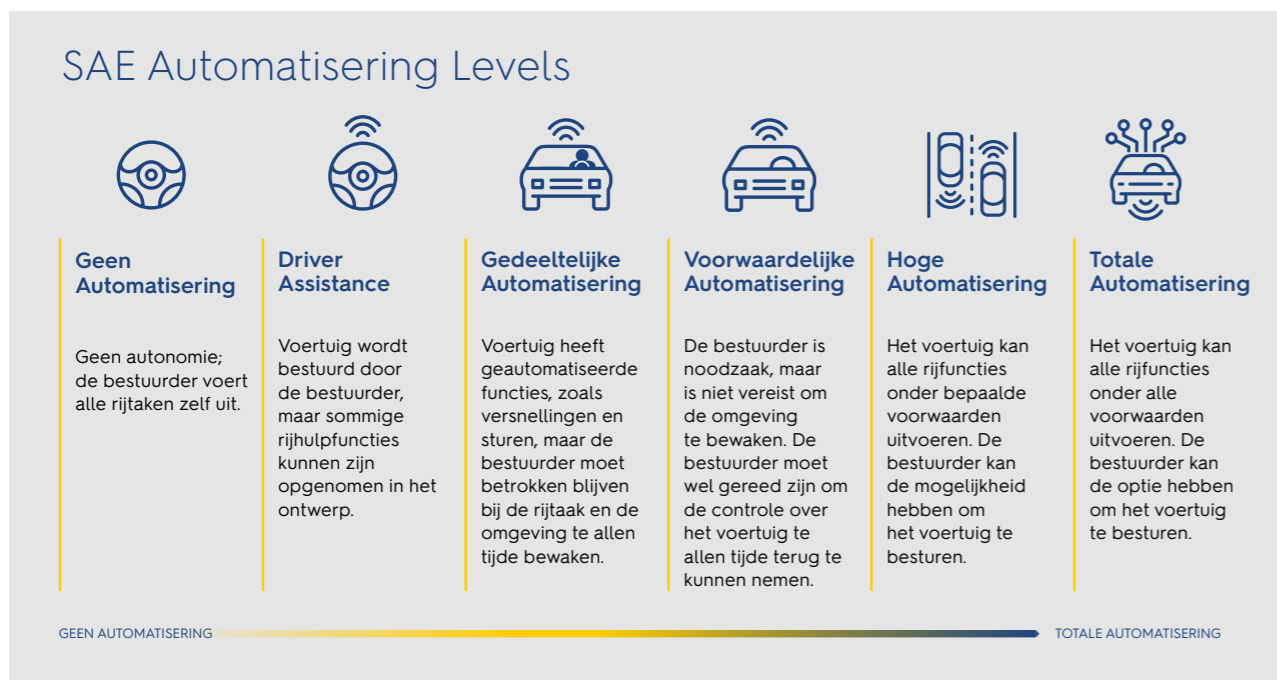 SAE Automatisering Levels
Geen
Automatisering
Geen autonomie;
de bestuurder voert
alle rijtaken zelf uit.
Driver
Assistance
Voertuig wordt
bestuurd door
de bestuurder,
maar sommige
rijhulpfuncties
kunnen zijn
opgenomen in het
ontwerp.
Gedeeltelijke
Automatisering
Voertuig heeft
geautomatiseerde
functies, zoals
versnellingen en
sturen, maar de
bestuurder moet
betrokken blijven
bij de rijtaak en de
omgeving te allen
tijde bewaken.
Voorwaardelijke
Automatisering
De bestuurder is
noodzaak, maar
is niet vereist om
de omgeving
te bewaken. De
bestuurder moet
wel gereed zijn om
de controle over
het voertuig te
allen tijde terug te
kunnen nemen.
Hoge
Automatisering
Het voertuig kan
alle rijfuncties
onder bepaalde
voorwaarden
uitvoeren. De
bestuurder kan
de mogelijkheid
hebben om
het voertuig te
besturen.
Totale
Automatisering
Het voertuig kan
alle rijfuncties
onder alle
voorwaarden
uitvoeren. De
bestuurder kan
de optie hebben
om het voertuig
te besturen.
GEEN AUTOMATISERING
TOTALE AUTOMATISERING